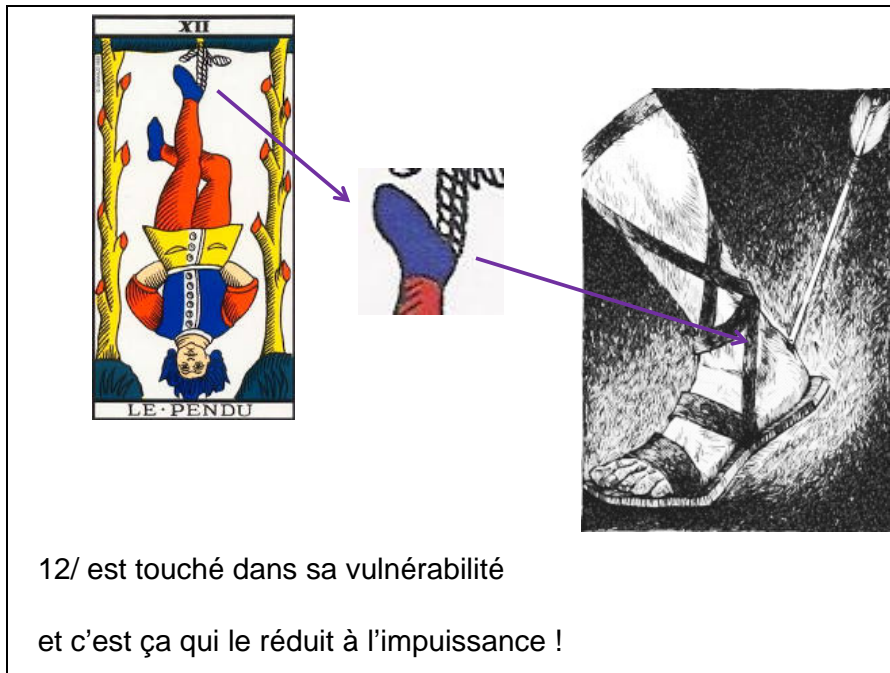 XII
LE·PENDU
12/ est touché dans sa vulnérabilité
et c’est ça qui le réduit à l’impuissance !